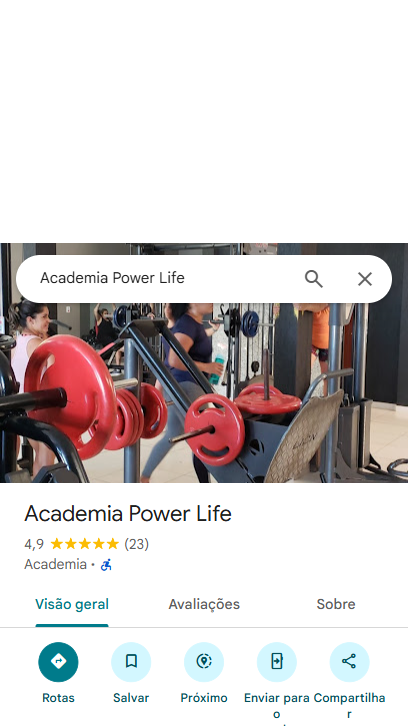 Academia Power Life
Academia Power Life
4,9 (23)
Academia ·
Visão geral Avaliações Sobre
Rotas Salvar Próximo Enviar para o Compartilhar